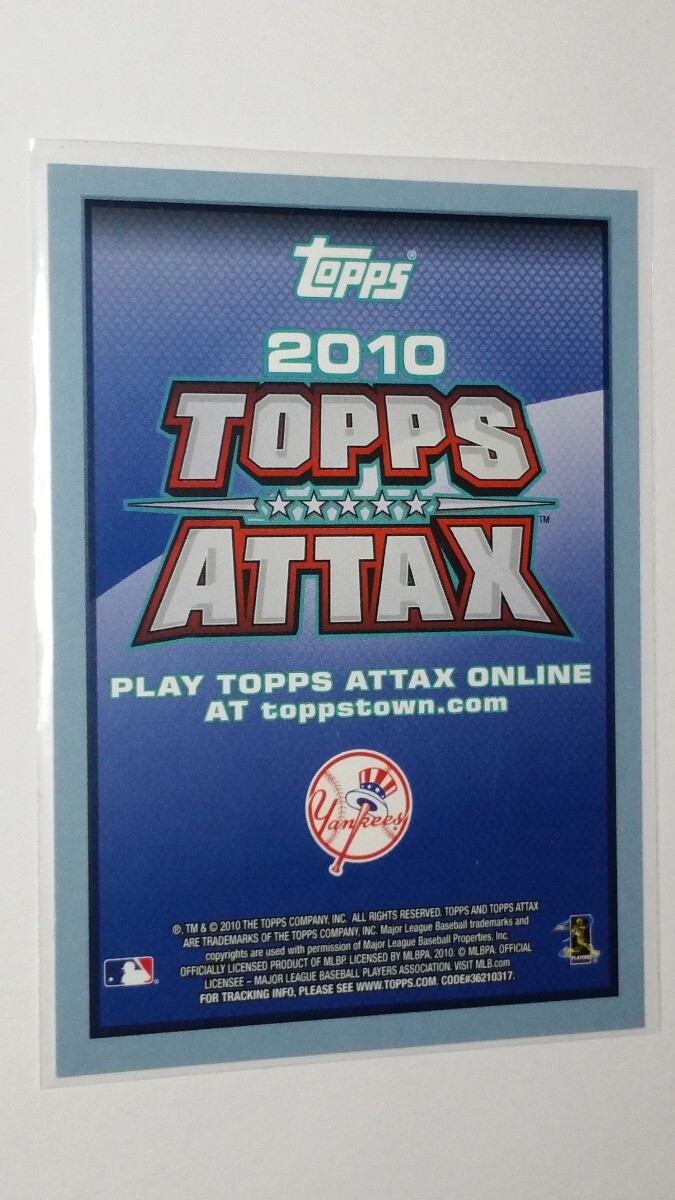 topps®
2010
TOPPS
ATTAX™
PLAY TOPPS ATTAX ONLINE
AT toppstown.com
Yankees
®, TM & © 2010 THE TOPPS COMPANY, INC. ALL RIGHTS RESERVED. TOPPS AND TOPPS ATTAX
ARE TRADEMARKS OF THE TOPPS COMPANY, INC. Major League Baseball trademarks and
copyrights are used with permission of Major League Baseball Properties, Inc.
OFFICIALLY LICENSED PRODUCT OF MLBP. LICENSED BY MLBPA, 2010. © MLBPA. OFFICIAL
LICENSEE – MAJOR LEAGUE BASEBALL PLAYERS ASSOCIATION. VISIT MLB.com
FOR TRACKING INFO, PLEASE SEE WWW.TOPPS.COM. CODE#36210317.
PLAYERS